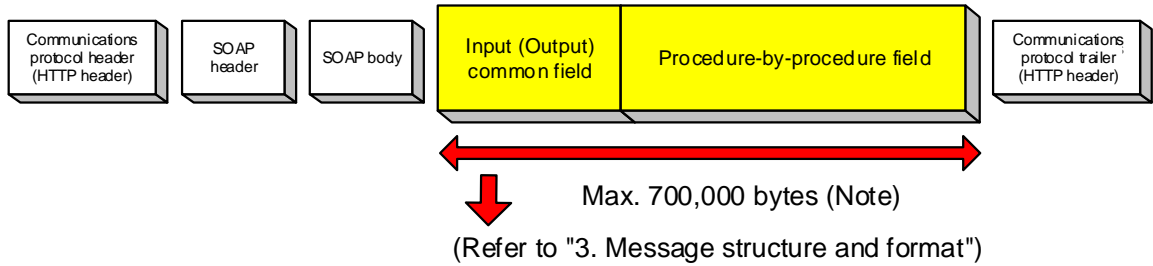 Communications
protocol header
(HTTP header)
SOAP
header
SOAP body
Input (Output)
common field
Procedure-by-procedure field
Communications
protocol trailer
(HTTP header)
Max. 700,000 bytes (Note)
(Refer to "3. Message structure and format")